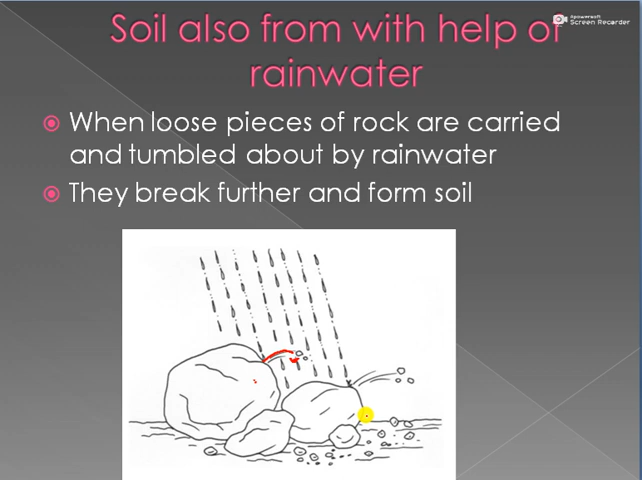 Soil also from with help of
rainwater
Apowersoft
Screen Recorder
When loose pieces of rock are carried
and tumbled about by rainwater
They break further and form soil